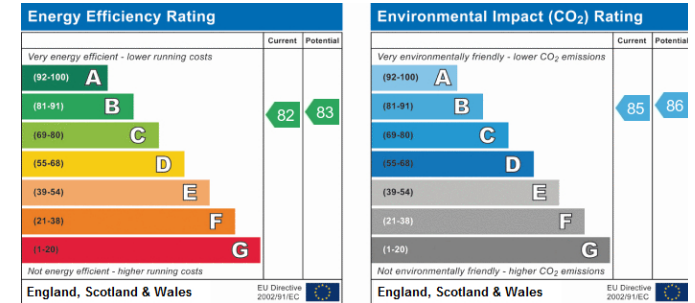 Energy Efficiency Rating
Current Potential
Very energy efficient - lower running costs
(92-100) A
(81-91) B
82 83
(69-80) C
(55-68) D
(39-54) E
(21-38) F
(1-20) G
Not energy efficient - higher running costs
England, Scotland & Wales
EU Directive
2002/91/EC
Environmental Impact (CO2) Rating
Current Potential
Very environmentally friendly - lower CO2 emissions
(92-100) A
(81-91) B
85 86
(69-80) C
(55-68) D
(39-54) E
(21-38) F
(1-20) G
Not environmentally friendly - higher CO2 emissions
England, Scotland & Wales
EU Directive
2002/91/EC